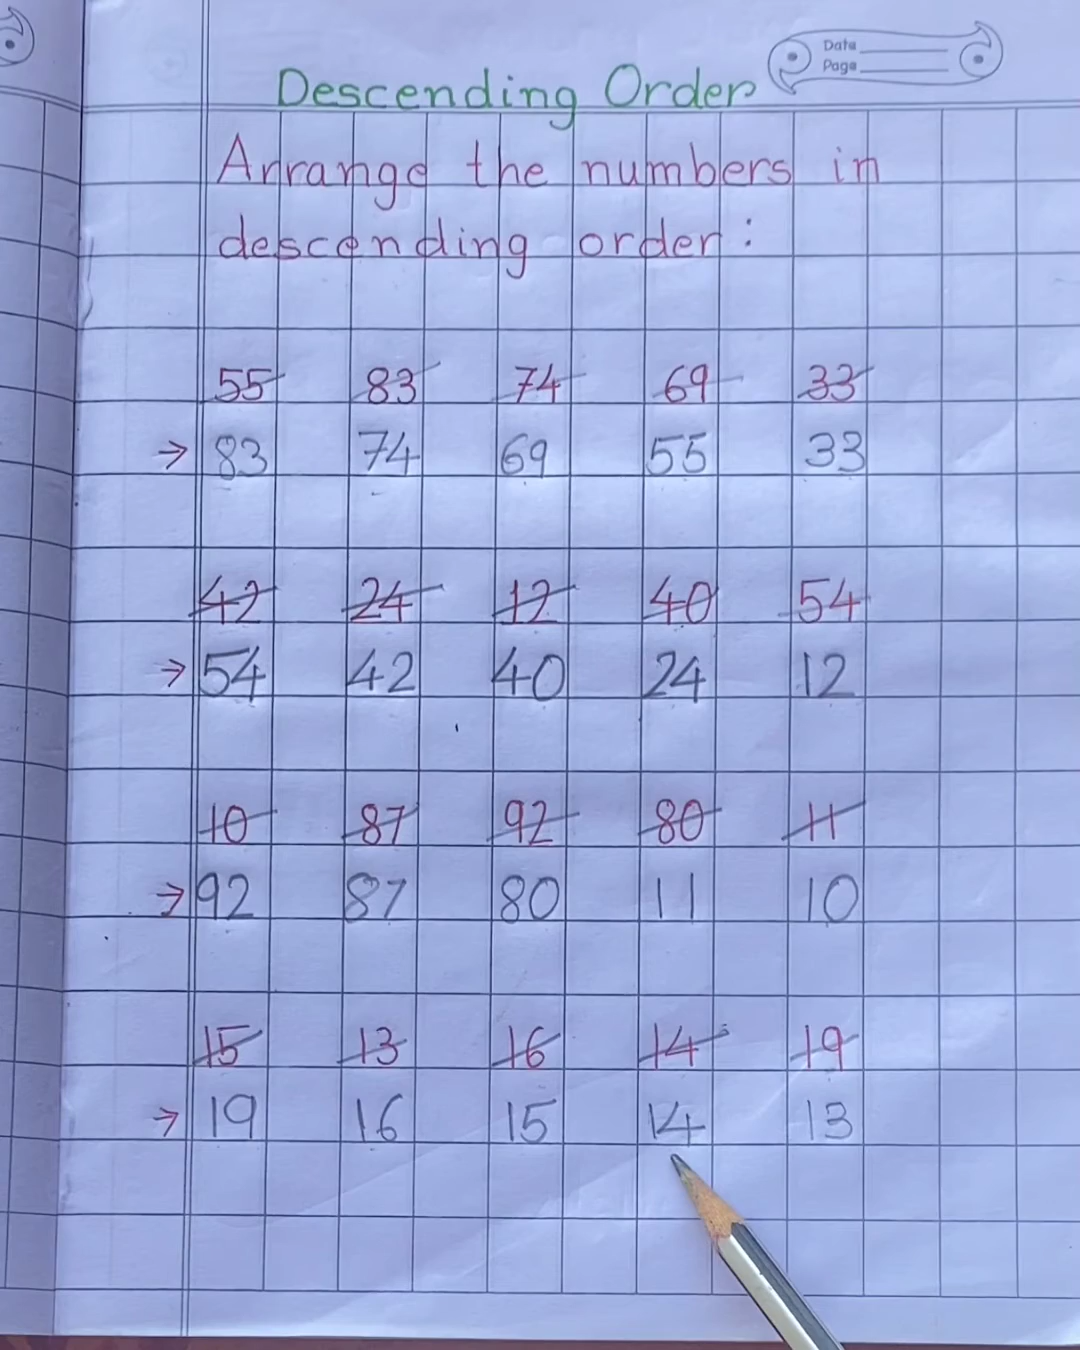 Date
Page
Descending Order
Arrange the numbers in
descending order:
55 83 74 69 33
→ 83 74 69 55 33
42 24 12 40 54
→ 54 42 40 24 12
10 87 92 80 11
→ 92 87 80 11 10
15 13 16 14 19
→ 19 16 15 14 13